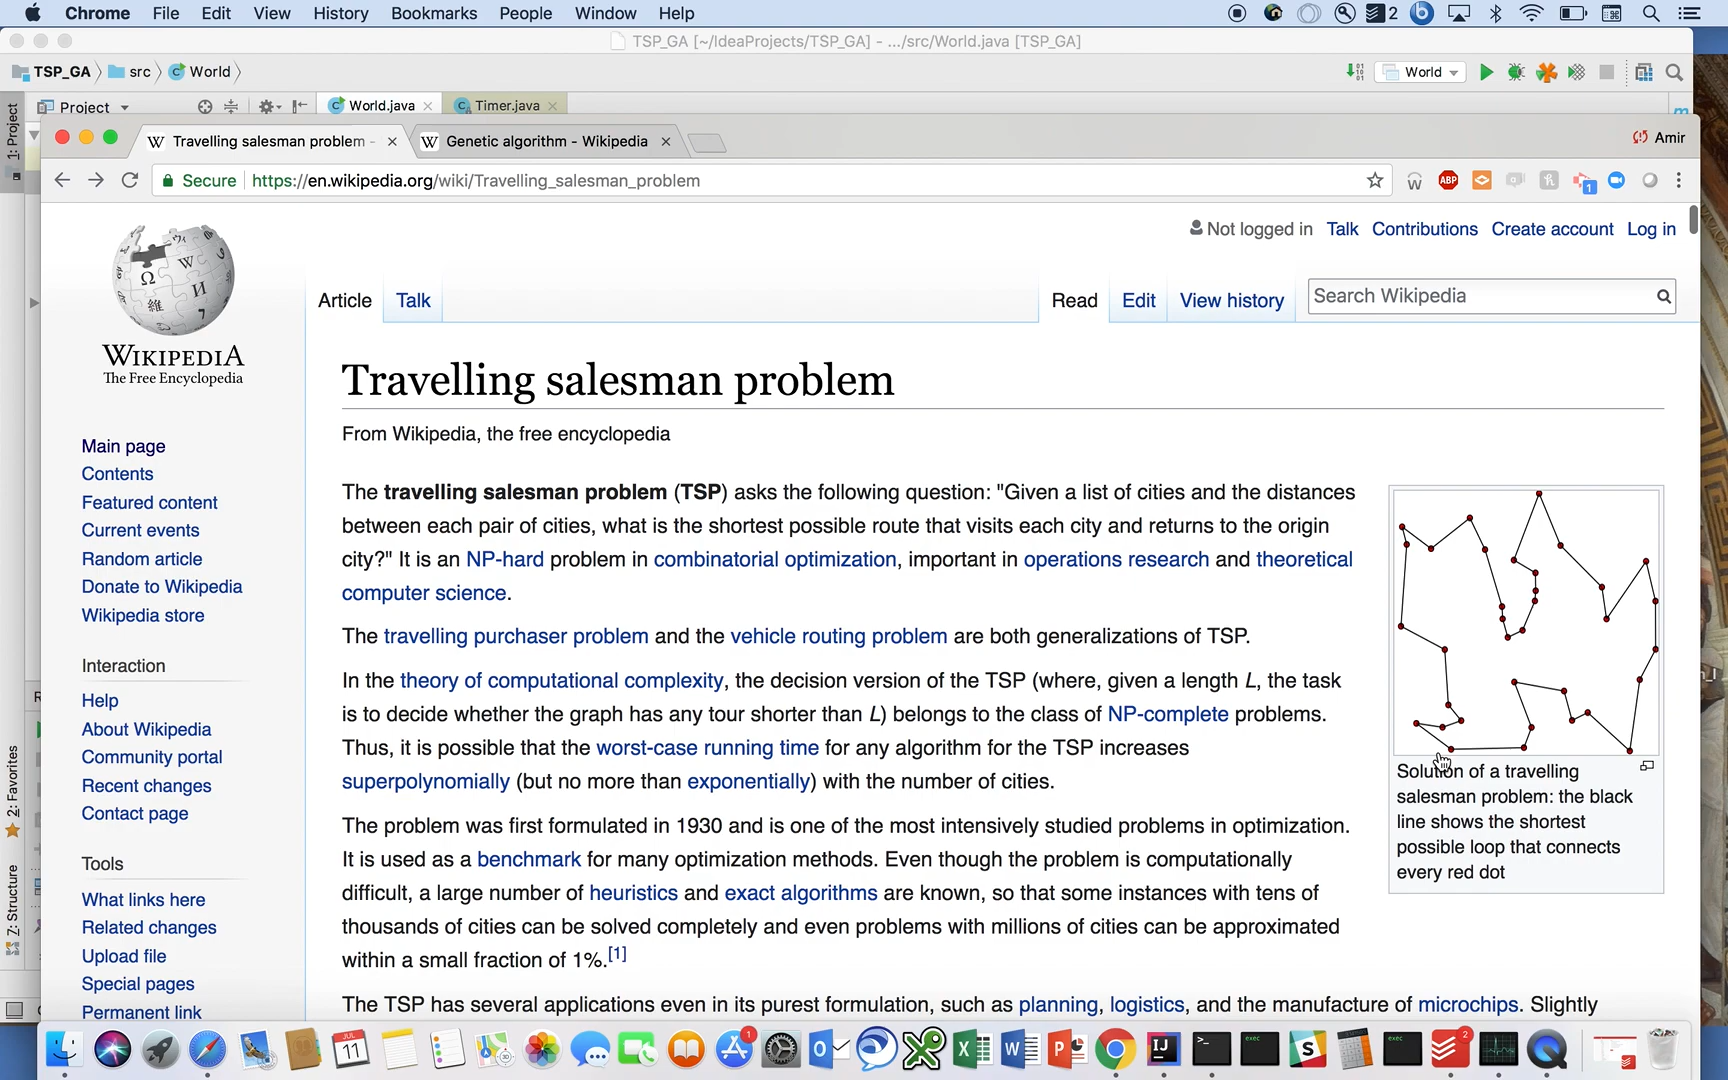 Chrome File Edit View History Bookmarks People Window Help 2
TSP_GA [~/IdeaProjects/TSP_GA] - .../src/World.java [TSP_GA]
TSP_GA src World World
Project World.java Timer.java
1: Project
Travelling salesman problem - Genetic algorithm - Wikipedia Amir
Secure https://en.wikipedia.org/wiki/Travelling_salesman_problem ABP 1
Not logged in Talk Contributions Create account Log in
Article Talk Read Edit View history Search Wikipedia
WIKIPEDIA
The Free Encyclopedia
Main page
Contents
Featured content
Current events
Random article
Donate to Wikipedia
Wikipedia store
Interaction
Help
About Wikipedia
Community portal
Recent changes
Contact page
Tools
What links here
Related changes
Upload file
Special pages
Permanent link
Travelling salesman problem
From Wikipedia, the free encyclopedia
The travelling salesman problem (TSP) asks the following question: "Given a list of cities and the distances
between each pair of cities, what is the shortest possible route that visits each city and returns to the origin
city?" It is an NP-hard problem in combinatorial optimization, important in operations research and theoretical
computer science.
The travelling purchaser problem and the vehicle routing problem are both generalizations of TSP.
In the theory of computational complexity, the decision version of the TSP (where, given a length L, the task
is to decide whether the graph has any tour shorter than L) belongs to the class of NP-complete problems.
Thus, it is possible that the worst-case running time for any algorithm for the TSP increases
superpolynomially (but no more than exponentially) with the number of cities.
The problem was first formulated in 1930 and is one of the most intensively studied problems in optimization.
It is used as a benchmark for many optimization methods. Even though the problem is computationally
difficult, a large number of heuristics and exact algorithms are known, so that some instances with tens of
thousands of cities can be solved completely and even problems with millions of cities can be approximated
within a small fraction of 1%.[1]
The TSP has several applications even in its purest formulation, such as planning, logistics, and the manufacture of microchips. Slightly
Solution of a travelling
salesman problem: the black
line shows the shortest
possible loop that connects
every red dot
2: Favorites
Z: Structure
JUL
11
1
exec
exec
2